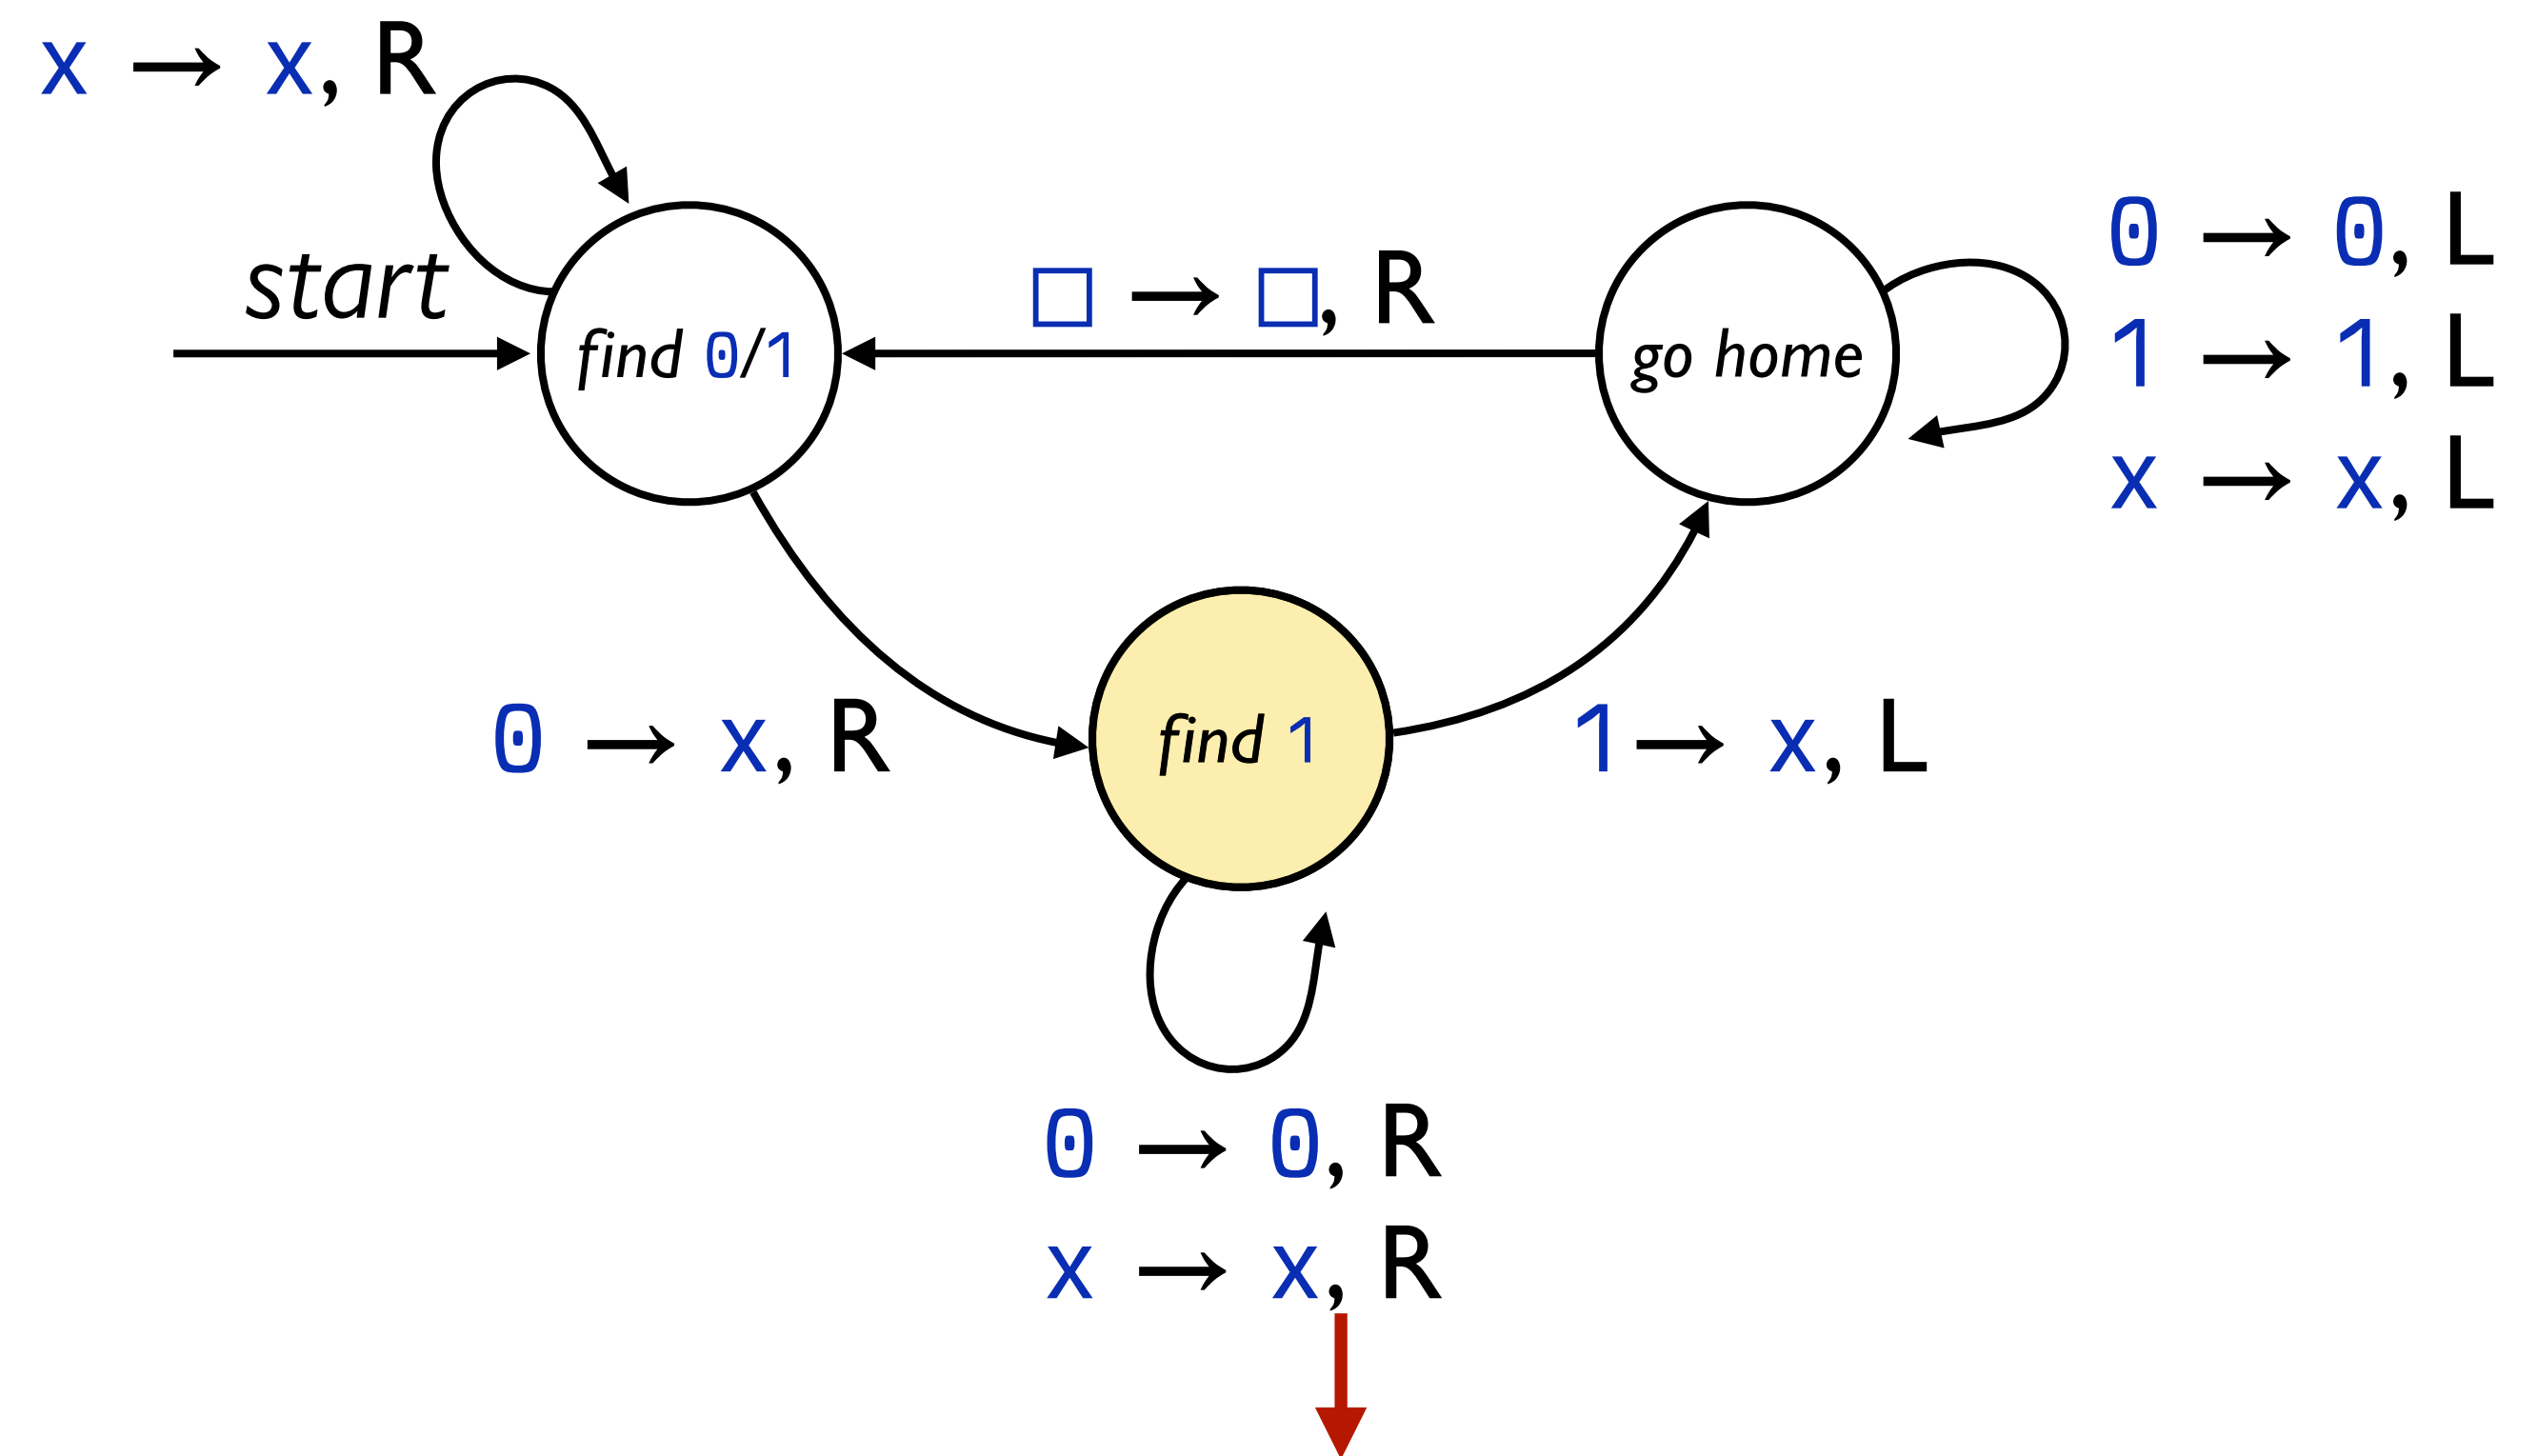 x → x, R
start
find 0/1
□ → □, R
go home
0 → 0, L
1 → 1, L
x → x, L
0 → x, R
find 1
1 → x, L
0 → 0, R
x → x, R